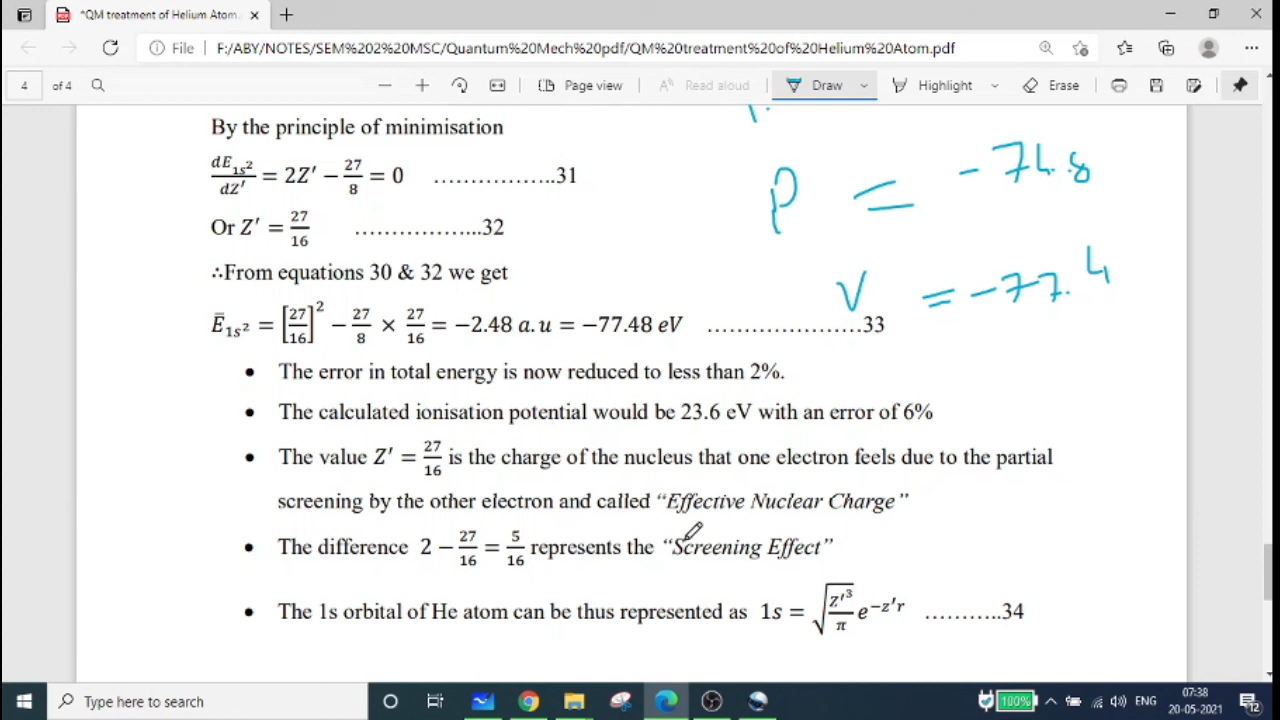 *QM treatment of Helium Atom.
File F:/ABY/NOTES/SEM%202%20MSC/Quantum%20Mech%20pdf/QM%20treatment%20of%20Helium%20Atom.pdf
4 of 4 Page view Read aloud Draw Highlight Erase
By the principle of minimisation
dE₁ₛ²/dZ′ = 2Z′ − 27/8 = 0 ……………..31
Or Z′ = 27/16 ………………...32
∴From equations 30 & 32 we get
Ē₁ₛ² = [27/16]² − 27/8 × 27/16 = −2.48 a.u = −77.48 eV …………………33
P = -74.8
V = -77.4
• The error in total energy is now reduced to less than 2%.
• The calculated ionisation potential would be 23.6 eV with an error of 6%
• The value Z′ = 27/16 is the charge of the nucleus that one electron feels due to the partial
screening by the other electron and called “Effective Nuclear Charge”
• The difference 2 − 27/16 = 5/16 represents the “Screening Effect”
• The 1s orbital of He atom can be thus represented as 1s = √(Z′³/π) e^(−z′r) ………..34
Type here to search
100% ENG 07:38
20-05-2021
12